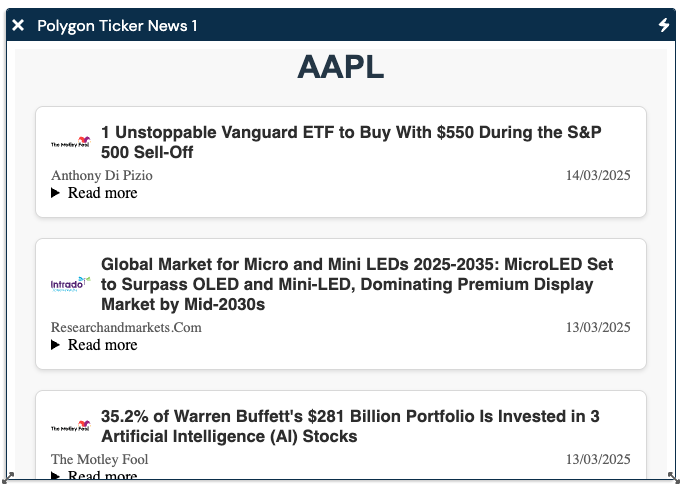 Polygon Ticker News 1
AAPL
The Motley Fool
1 Unstoppable Vanguard ETF to Buy With $550 During the S&P
500 Sell-Off
Anthony Di Pizio 14/03/2025
Read more
intrado
Global Market for Micro and Mini LEDs 2025-2035: MicroLED Set
to Surpass OLED and Mini-LED, Dominating Premium Display
Market by Mid-2030s
Researchandmarkets.Com 13/03/2025
Read more
The Motley Fool
35.2% of Warren Buffett's $281 Billion Portfolio Is Invested in 3
Artificial Intelligence (AI) Stocks
The Motley Fool 13/03/2025
Read more